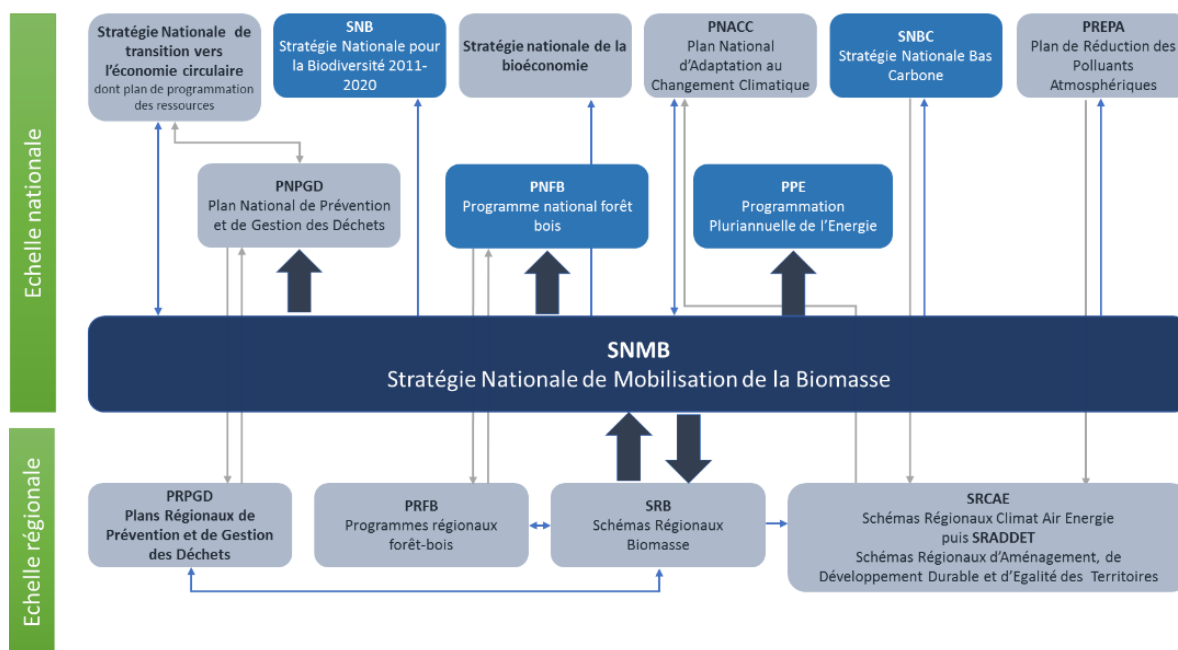 Echelle nationale
Stratégie Nationale de
transition vers
l'économie circulaire
dont plan de programmation
des ressources
SNB
Stratégie Nationale pour
la Biodiversité 2011-
2020
Stratégie nationale de la
bioéconomie
PNACC
Plan National
d'Adaptation au
Changement Climatique
SNBC
Stratégie Nationale Bas
Carbone
PREPA
Plan de Réduction des
Polluants
Atmosphériques
PNPGD
Plan National de Prévention
et de Gestion des Déchets
PNFB
Programme national forêt
bois
PPE
Programmation
Pluriannuelle de l'Energie
SNMB
Stratégie Nationale de Mobilisation de la Biomasse
Echelle régionale
PRPGD
Plans Régionaux de
Prévention et de Gestion
des Déchets
PRFB
Programmes régionaux
forêt-bois
SRB
Schémas Régionaux
Biomasse
SRCAE
Schémas Régionaux Climat Air Energie
puis SRADDET
Schémas Régionaux d'Aménagement, de
Développement Durable et d'Egalité des Territoires